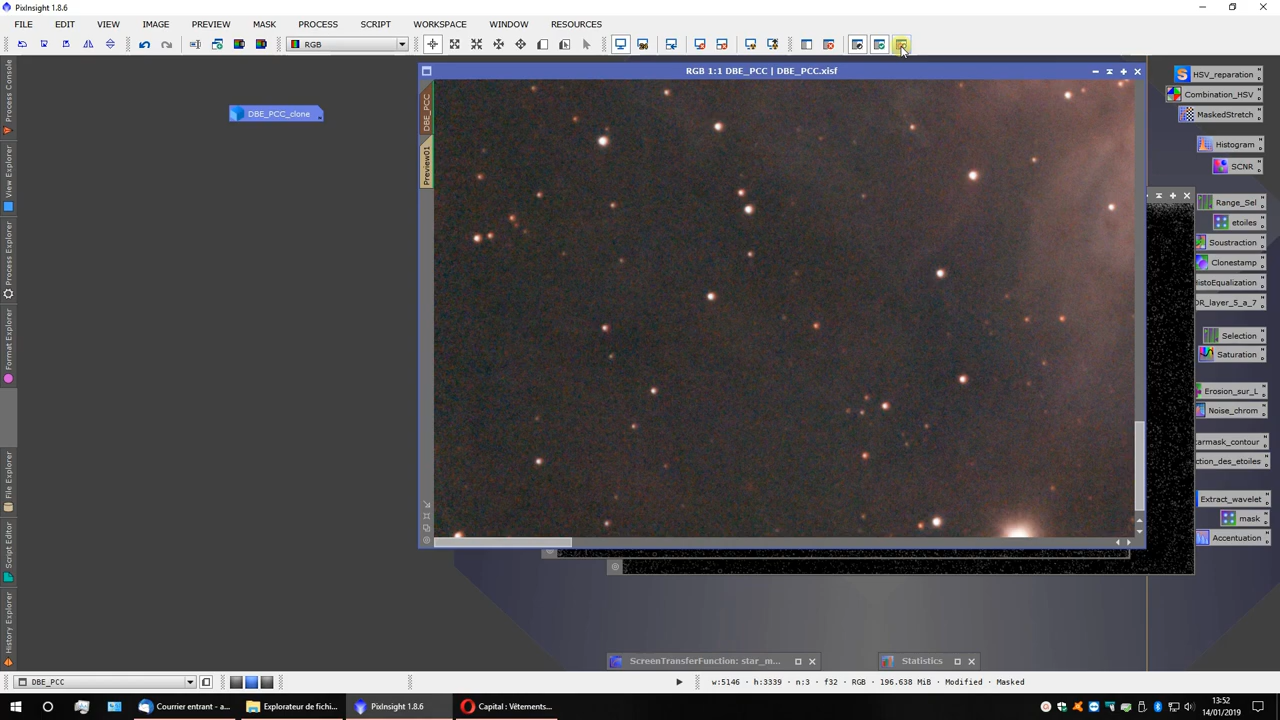 PixInsight 1.8.6
FILE EDIT VIEW IMAGE PREVIEW MASK PROCESS SCRIPT WORKSPACE WINDOW RESOURCES
RGB
RGB 1:1 DBE_PCC | DBE_PCC.xisf
DBE_PCC
Preview01
DBE_PCC_clone
Process Console
View Explorer
Process Explorer
Format Explorer
File Explorer
Script Editor
History Explorer
HSV_reparation
Combination_HSV
MaskedStretch
Histogram
SCNR
Range_Sel
etoiles
Soustraction
Clonestamp
HistoEqualization
DR_layer_5_a_7
Selection
Saturation
Erosion_sur_L
Noise_chrom
tarmask_contour
ction_des_etoiles
Extract_wavelet
mask
Accentuation
ScreenTransferFunction: star_m...
Statistics
DBE_PCC
w:5146 · h:3339 · n:3 · f32 · RGB · 196.638 MiB · Modified · Masked
Courrier entrant - a...
Explorateur de fichi...
PixInsight 1.8.6
Capital : Vêtements...
13:52
14/01/2019